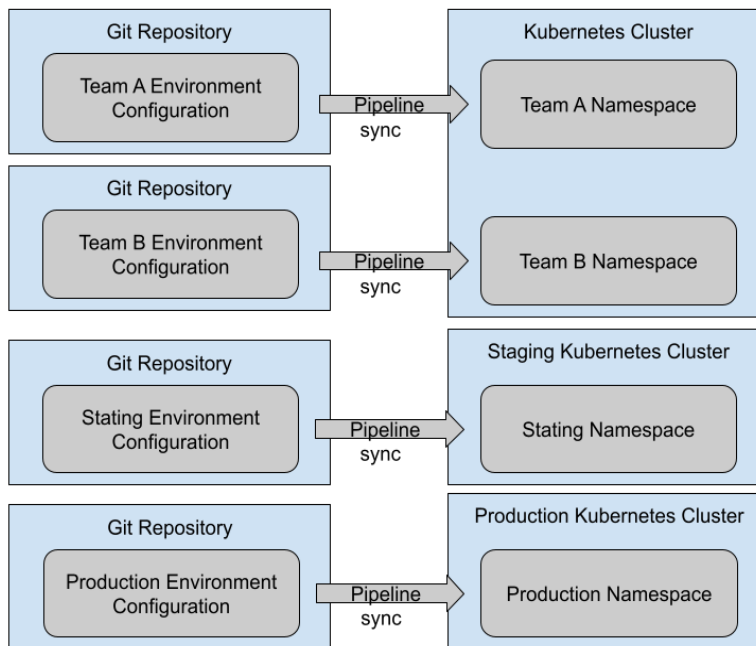 Git Repository
Team A Environment
Configuration
Pipeline
sync
Kubernetes Cluster
Team A Namespace
Git Repository
Team B Environment
Configuration
Pipeline
sync
Team B Namespace
Git Repository
Stating Environment
Configuration
Pipeline
sync
Staging Kubernetes Cluster
Stating Namespace
Git Repository
Production Environment
Configuration
Pipeline
sync
Production Kubernetes Cluster
Production Namespace